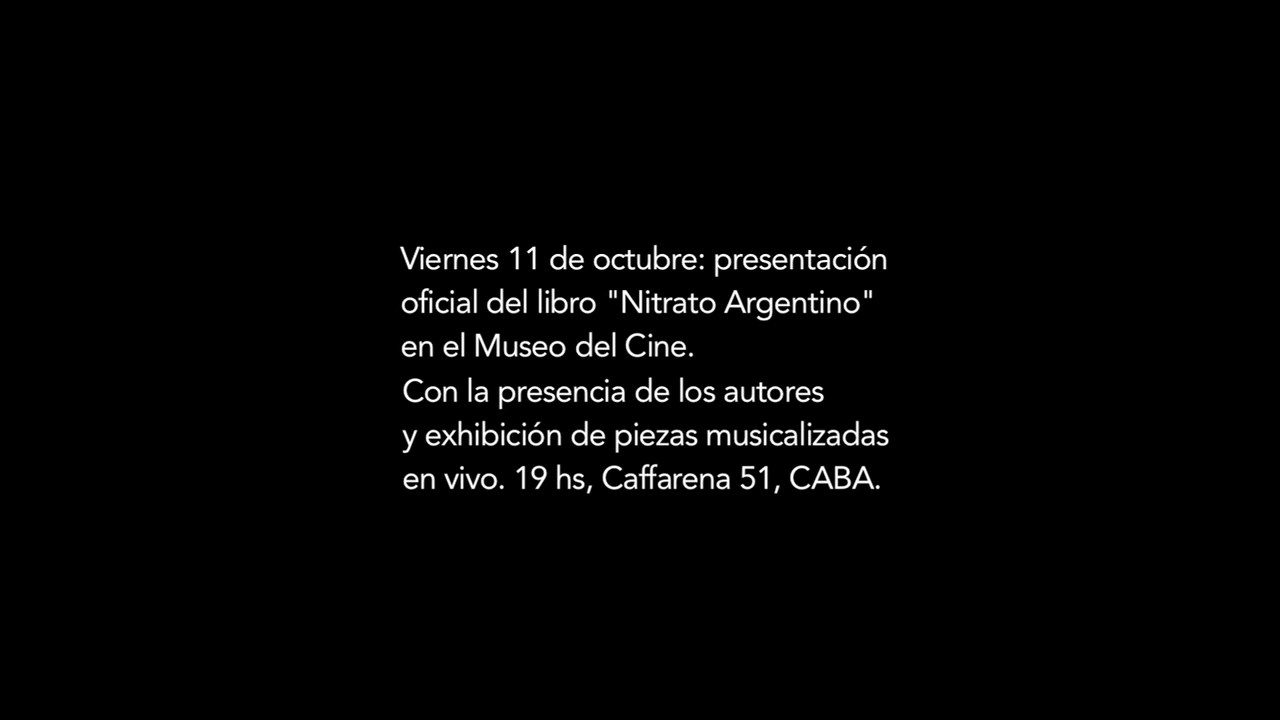 Viernes 11 de octubre: presentación
oficial del libro "Nitrato Argentino"
en el Museo del Cine.
Con la presencia de los autores
y exhibición de piezas musicalizadas
en vivo. 19 hs, Caffarena 51, CABA.